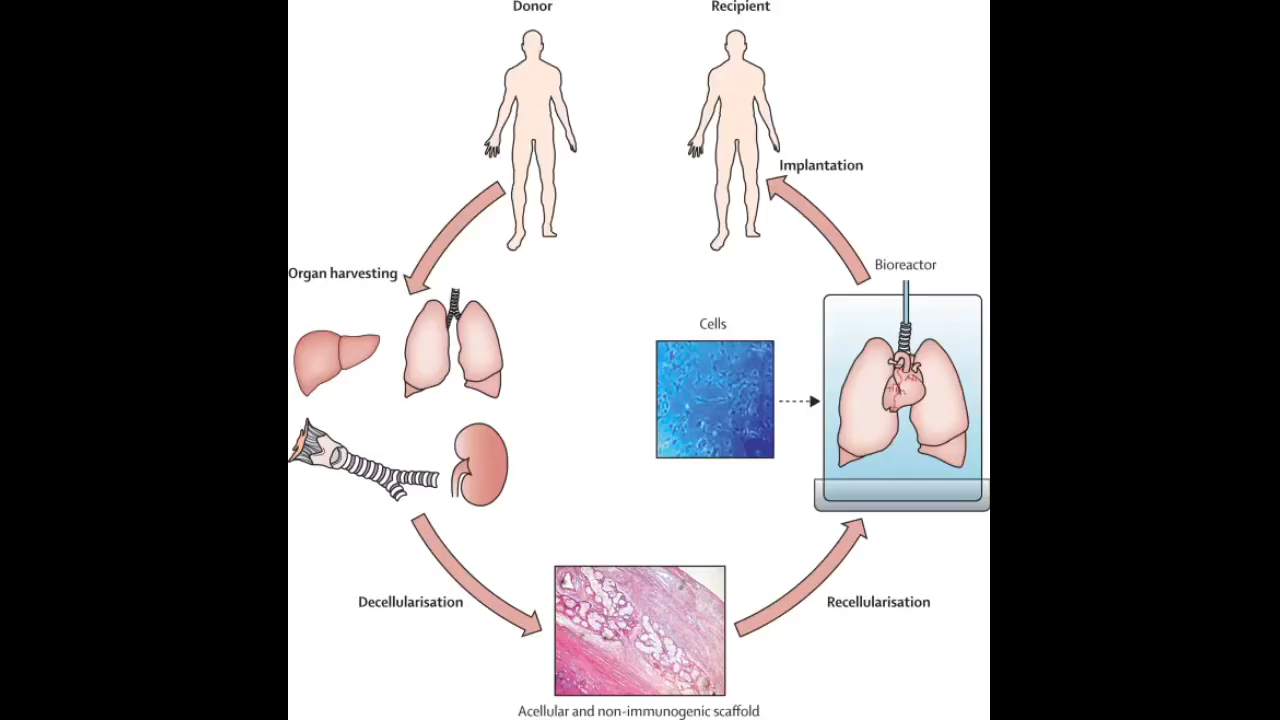 Donor
Recipient
Implantation
Organ harvesting
Bioreactor
Cells
Decellularisation
Recellularisation
Acellular and non-immunogenic scaffold